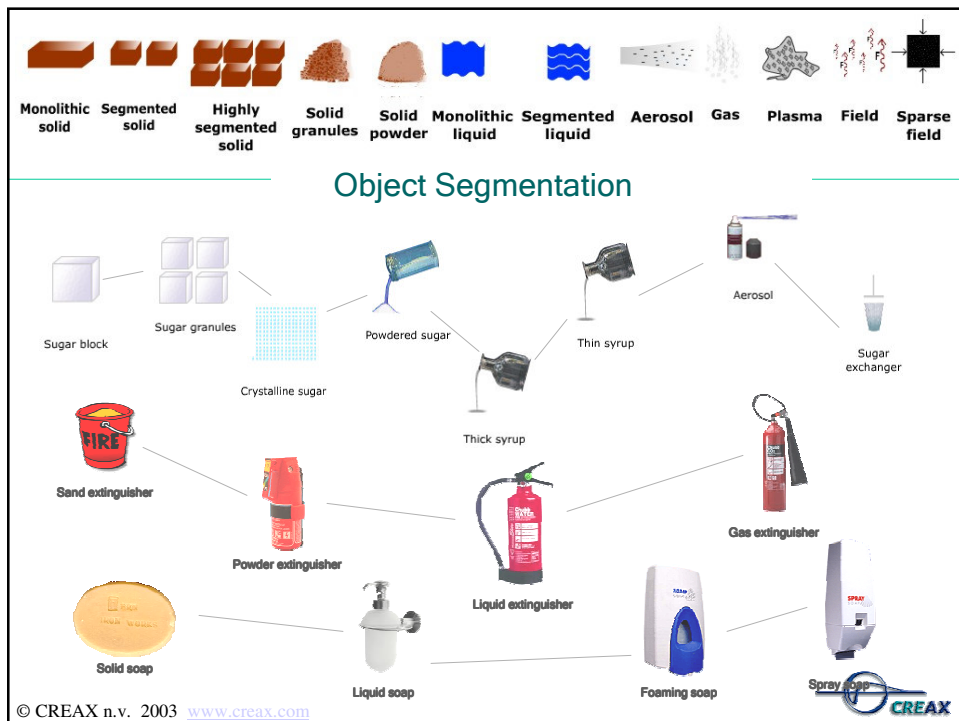 Monolithic solid
Segmented solid
Highly segmented solid
Solid granules
Solid powder
Monolithic liquid
Segmented liquid
Aerosol
Gas
Plasma
Field
Sparse field
F
F
F
F
Object Segmentation
Sugar block
Sugar granules
Crystalline sugar
Powdered sugar
Thick syrup
Thin syrup
Aerosol
Sugar exchanger
FIRE
Sand extinguisher
Powder extinguisher
WATER
Liquid extinguisher
Gas extinguisher
Solid soap
Liquid soap
Foaming soap
SPRAY
Spray soap
© CREAX n.v. 2003 www.creax.com
CREAX